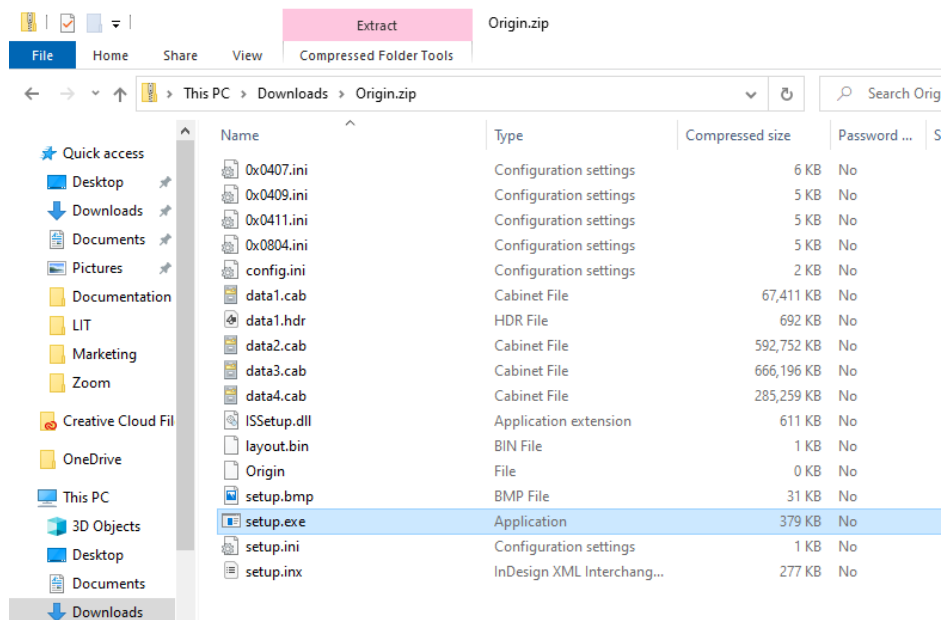 Extract Origin.zip
File Home Share View Compressed Folder Tools
This PC Downloads Origin.zip Search Orig
Name Type Compressed size Password ... S
Quick access
Desktop
Downloads
Documents
Pictures
Documentation
LIT
Marketing
Zoom
Creative Cloud Fil
OneDrive
This PC
3D Objects
Desktop
Documents
Downloads
0x0407.ini Configuration settings 6 KB No
0x0409.ini Configuration settings 5 KB No
0x0411.ini Configuration settings 5 KB No
0x0804.ini Configuration settings 5 KB No
config.ini Configuration settings 2 KB No
data1.cab Cabinet File 67,411 KB No
data1.hdr HDR File 692 KB No
data2.cab Cabinet File 592,752 KB No
data3.cab Cabinet File 666,196 KB No
data4.cab Cabinet File 285,259 KB No
ISSetup.dll Application extension 611 KB No
layout.bin BIN File 1 KB No
Origin File 0 KB No
setup.bmp BMP File 31 KB No
setup.exe Application 379 KB No
setup.ini Configuration settings 1 KB No
setup.inx InDesign XML Interchang... 277 KB No